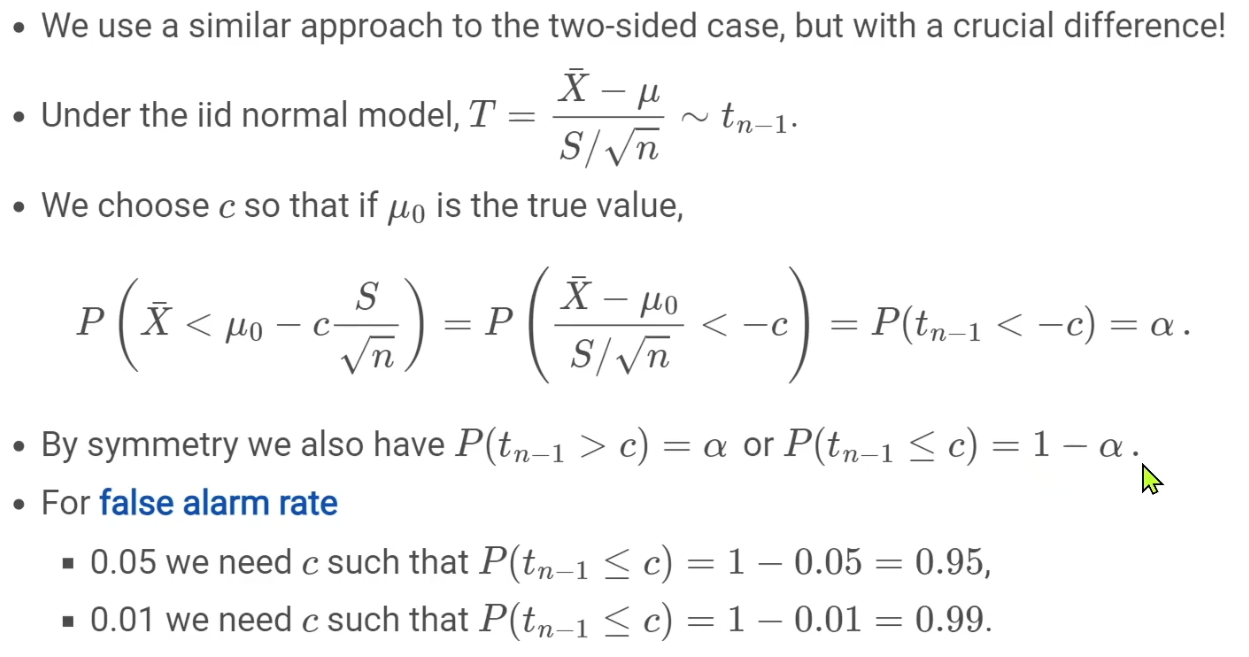 • We use a similar approach to the two-sided case, but with a crucial difference!
• Under the iid normal model, $T = \frac{\bar{X} - \mu}{S/\sqrt{n}} \sim t_{n-1}$.
• We choose $c$ so that if $\mu_0$ is the true value,
$P\left(\bar{X} < \mu_0 - c\frac{S}{\sqrt{n}}\right) = P\left(\frac{\bar{X} - \mu_0}{S/\sqrt{n}} < -c\right) = P(t_{n-1} < -c) = \alpha\,.$
• By symmetry we also have $P(t_{n-1} > c) = \alpha$ or $P(t_{n-1} \leq c) = 1 - \alpha\,.$
• For false alarm rate
▪ 0.05 we need $c$ such that $P(t_{n-1} \leq c) = 1 - 0.05 = 0.95$,
▪ 0.01 we need $c$ such that $P(t_{n-1} \leq c) = 1 - 0.01 = 0.99$.